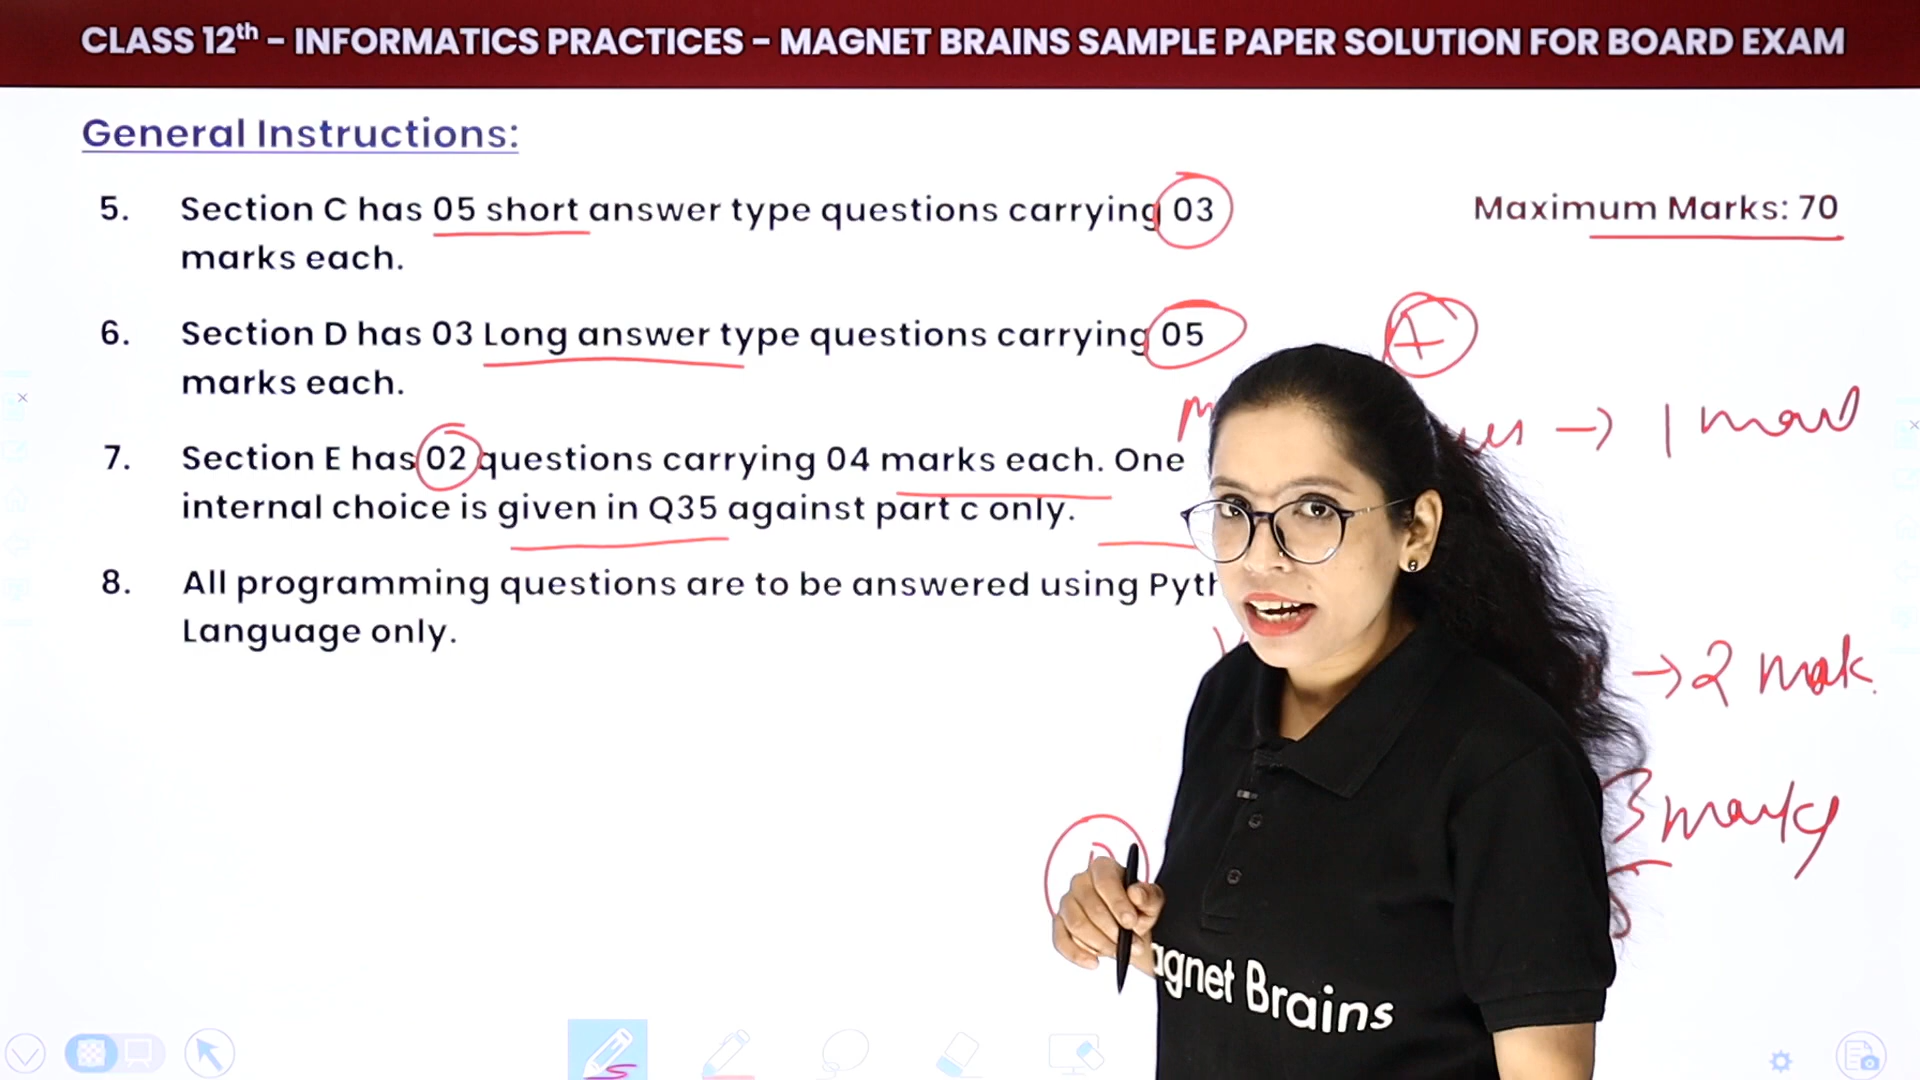 CLASS 12th - INFORMATICS PRACTICES - MAGNET BRAINS SAMPLE PAPER SOLUTION FOR BOARD EXAM
General Instructions:
Maximum Marks: 70
5. Section C has 05 short answer type questions carrying 03
marks each.
6. Section D has 03 Long answer type questions carrying 05
marks each.
7. Section E has 02 questions carrying 04 marks each. One
internal choice is given in Q35 against part c only.
8. All programming questions are to be answered using Pyth
Language only.
A
→ 1 mark
→ 2 mark.
3 marks
5
agnet Brains